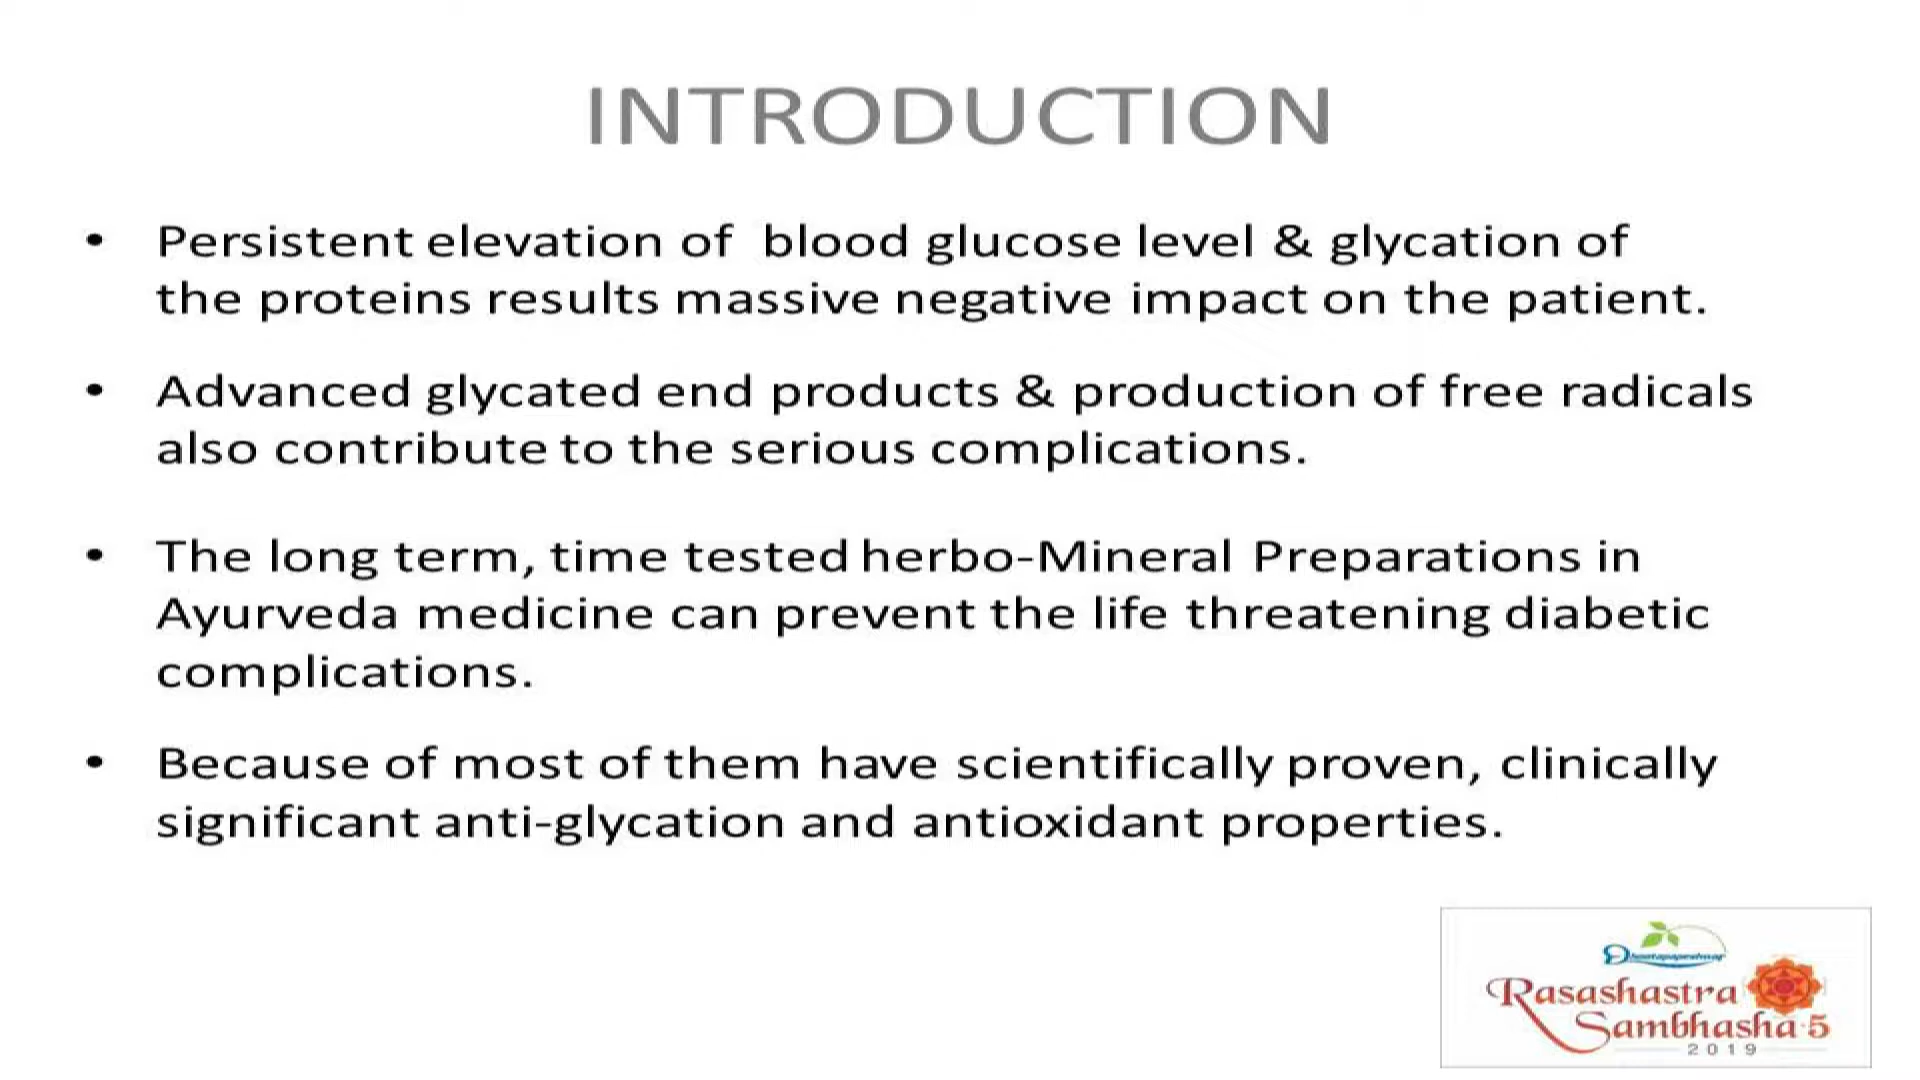 INTRODUCTION
• Persistent elevation of blood glucose level & glycation of
the proteins results massive negative impact on the patient.
• Advanced glycated end products & production of free radicals
also contribute to the serious complications.
• The long term, time tested herbo-Mineral Preparations in
Ayurveda medicine can prevent the life threatening diabetic
complications.
• Because of most of them have scientifically proven, clinically
significant anti-glycation and antioxidant properties.
Rasashastra
Sambhasha-5
2019